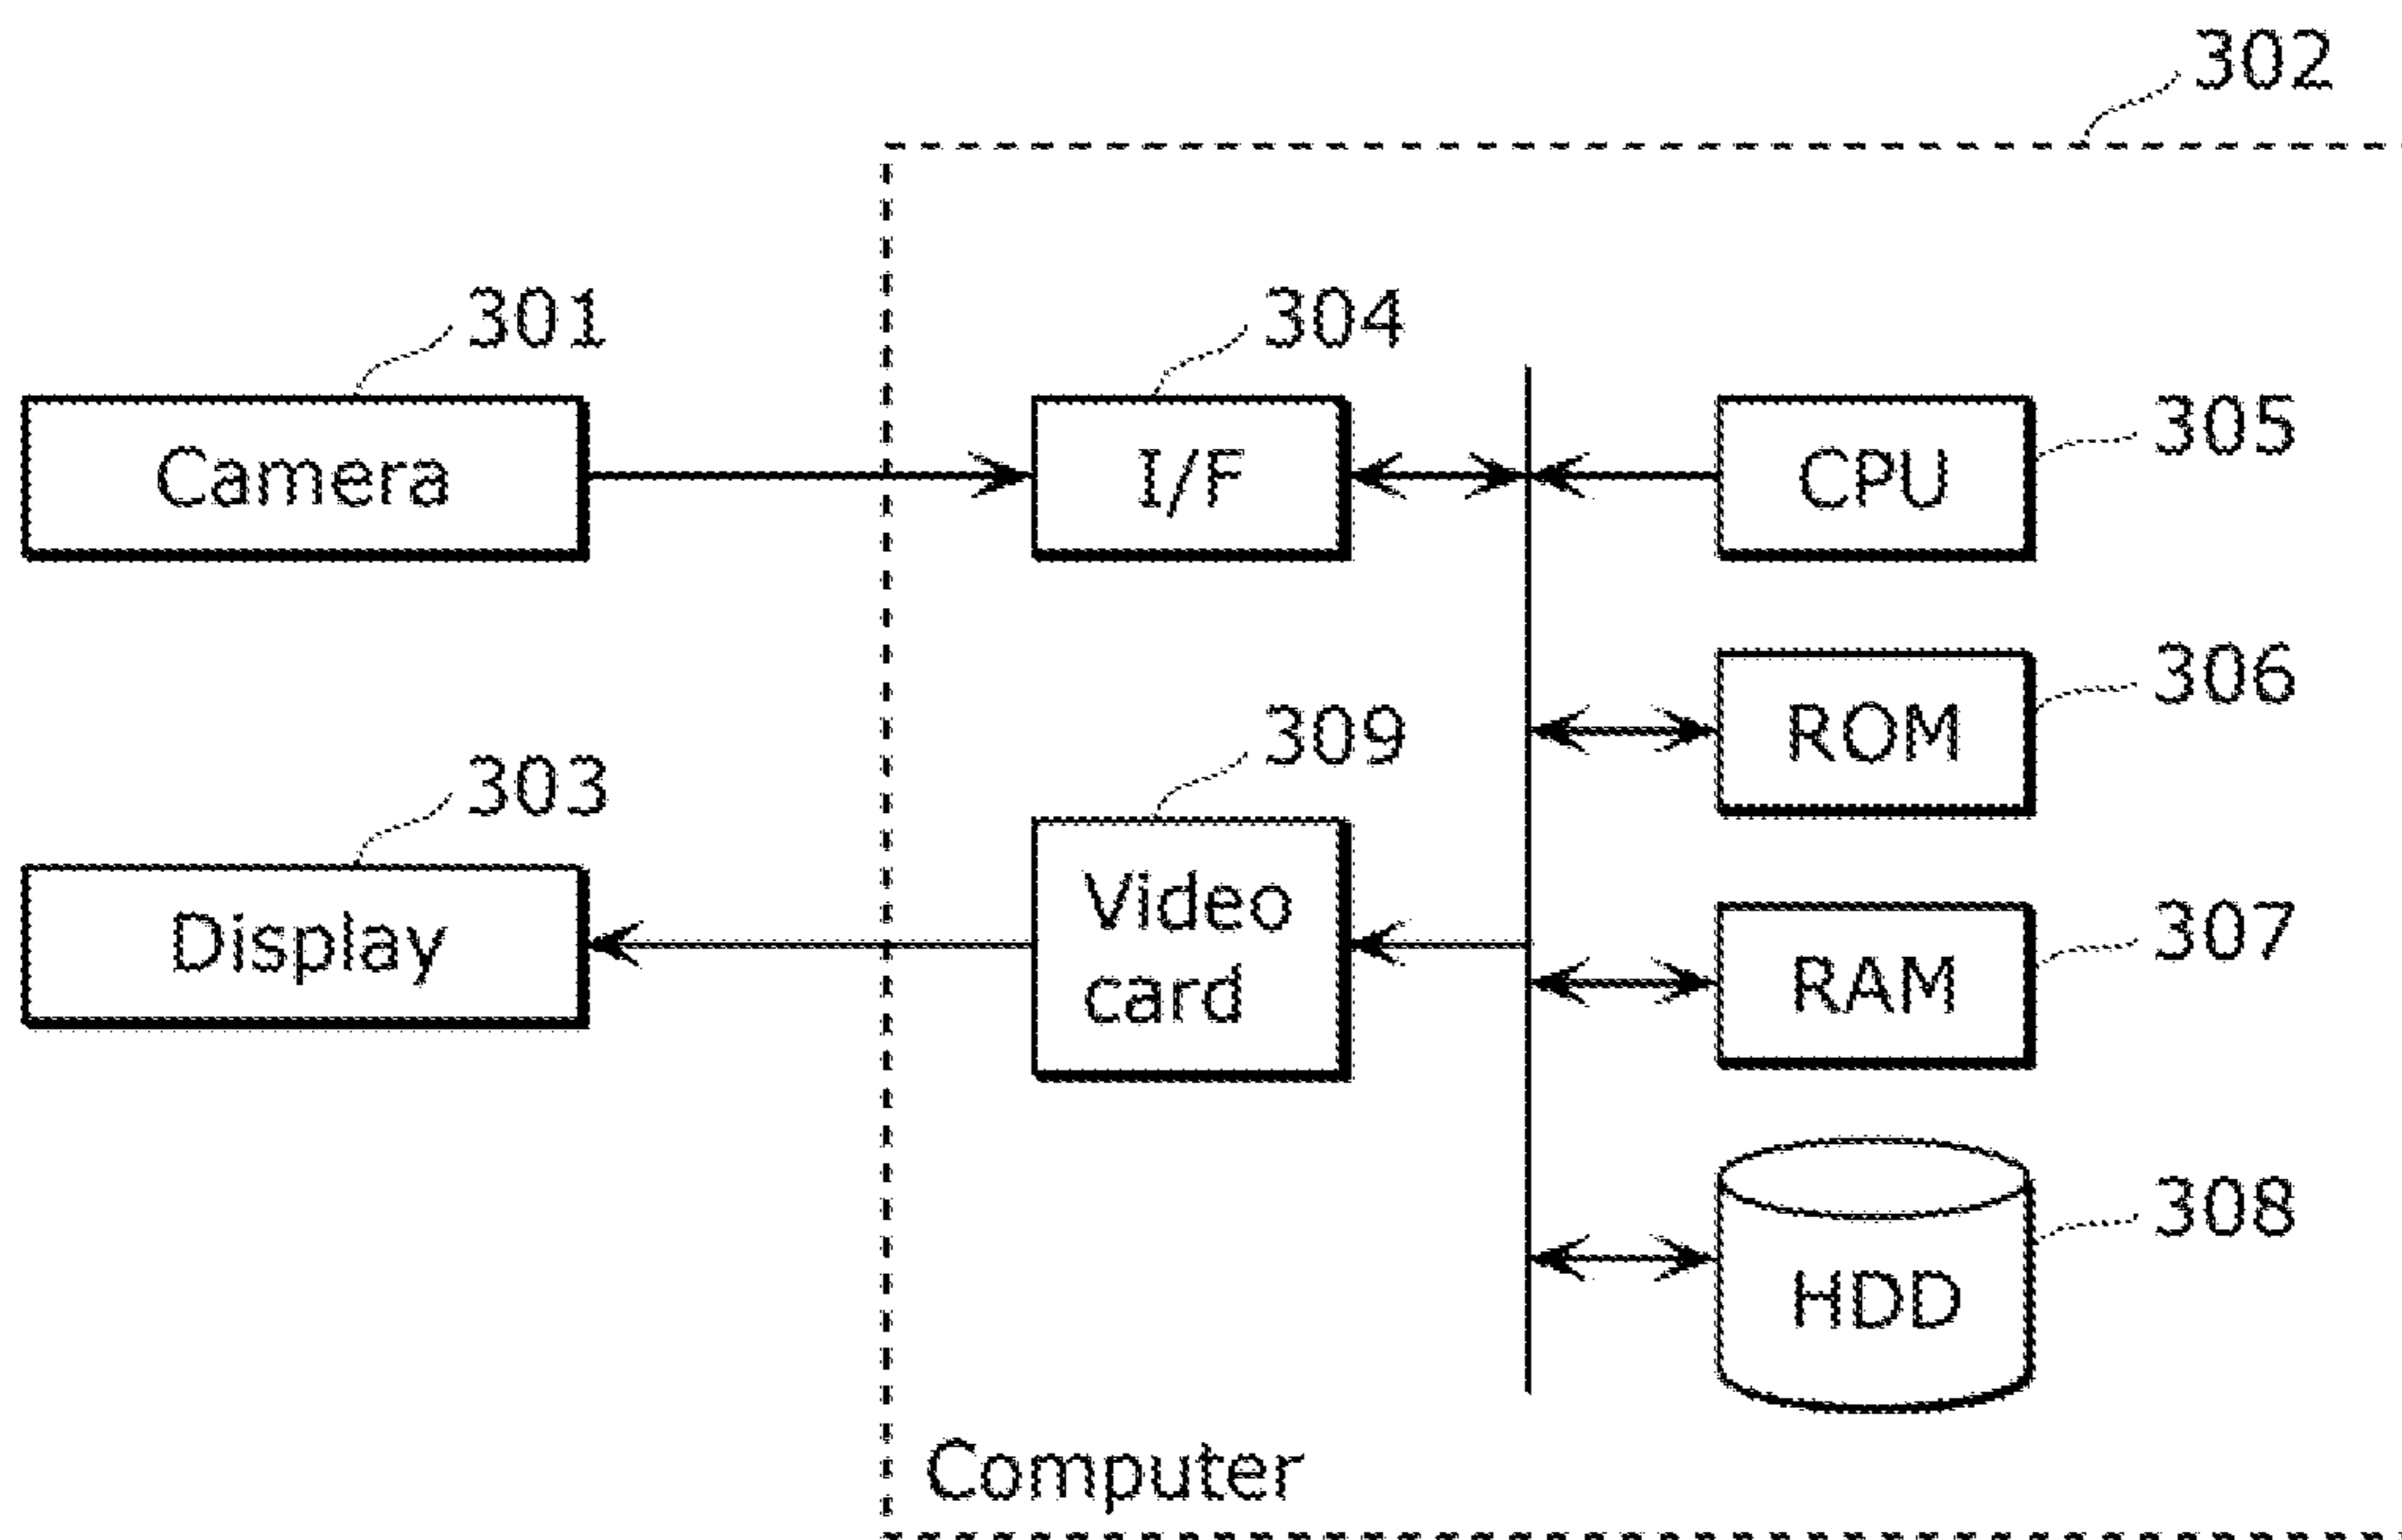 302
301
304
Camera
I/F
CPU
305
ROM
306
303
309
Display
Video
card
RAM
307
HDD
308
Computer